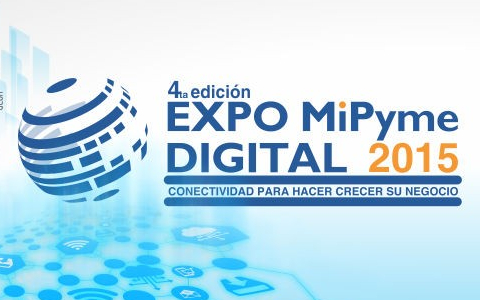 4ta edición
EXPO MiPyme
DIGITAL 2015
CONECTIVIDAD PARA HACER CRECER SU NEGOCIO